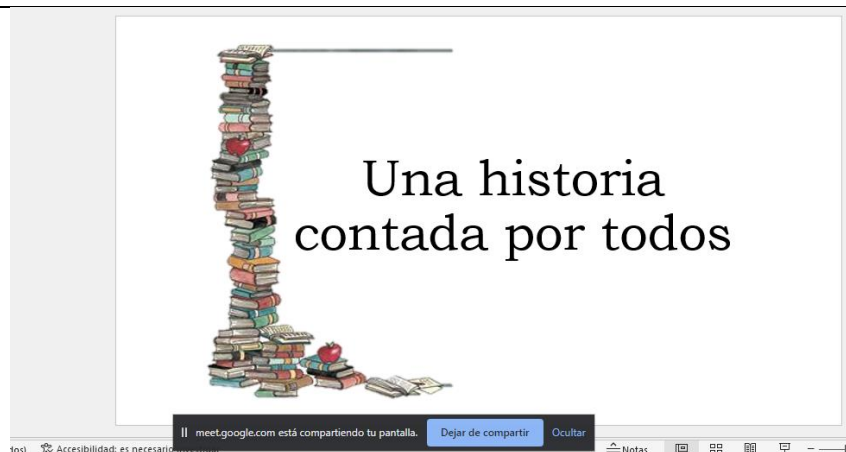 Una historia
contada por todos
meet.google.com está compartiendo tu pantalla. Dejar de compartir Ocultar
Accesibilidad: es necesario Notas